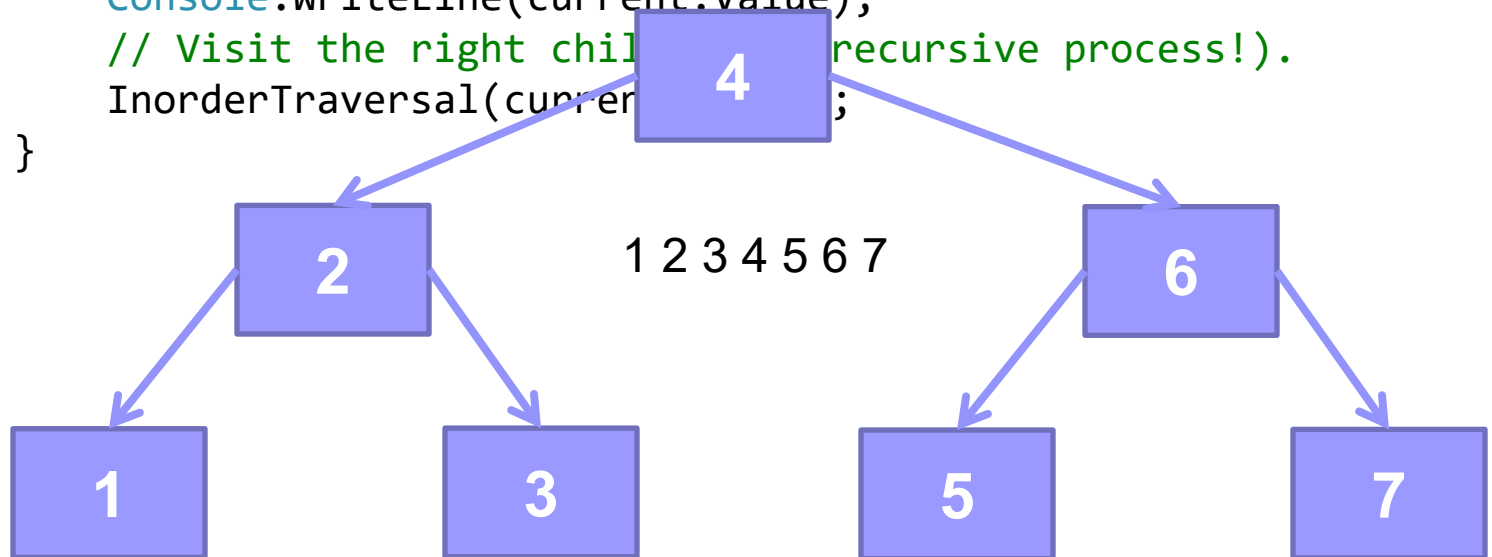 Console.WriteLine(current.Value);
// Visit the right chil recursive process!).
InorderTraversal(curren ;
}
4
2
1 2 3 4 5 6 7
6
1
3
5
7